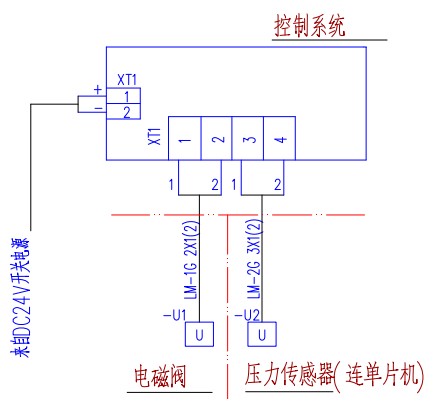 控制系统
XT1
+ 1
- 2
XT1 1 2 3 4
1 2 1 2
来自DC24V开关电源
LM-1G 2X1(2)
LM-2G 3X1(2)
-U1 -U2
U U
电磁阀
压力传感器(连单片机)